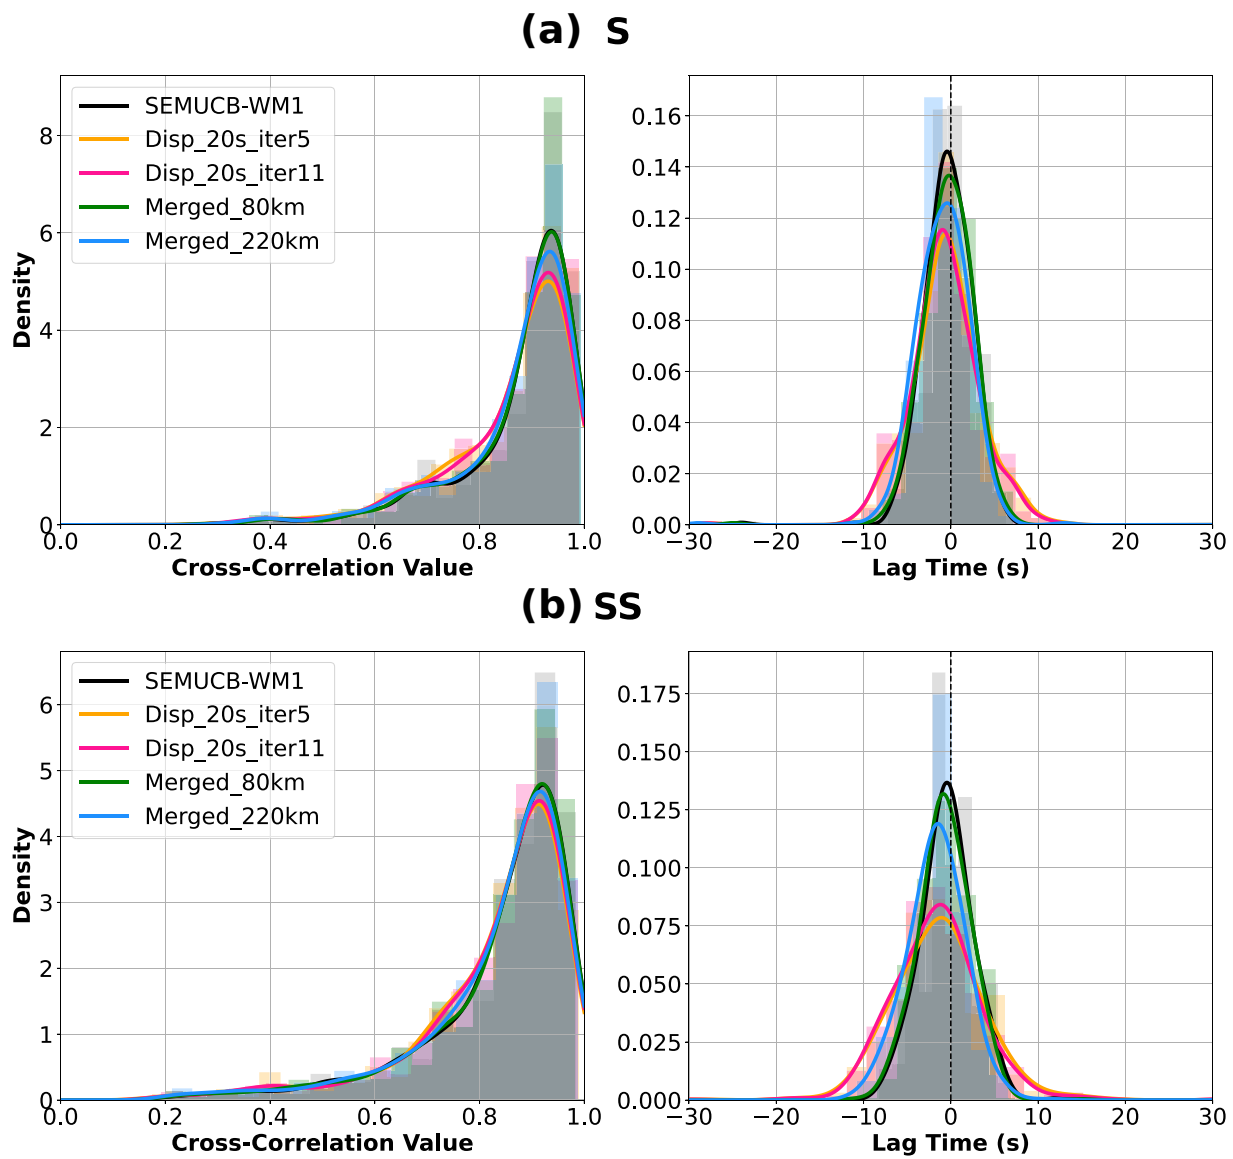 (a) S
SEMUCB-WM1
Disp_20s_iter5
Disp_20s_iter11
Merged_80km
Merged_220km
Density
8
6
4
2
0
0.0 0.2 0.4 0.6 0.8 1.0
Cross-Correlation Value
0.16
0.14
0.12
0.10
0.08
0.06
0.04
0.02
0.00
−30 −20 −10 0 10 20 30
Lag Time (s)
(b) SS
SEMUCB-WM1
Disp_20s_iter5
Disp_20s_iter11
Merged_80km
Merged_220km
Density
6
5
4
3
2
1
0
0.0 0.2 0.4 0.6 0.8 1.0
Cross-Correlation Value
0.175
0.150
0.125
0.100
0.075
0.050
0.025
0.000
−30 −20 −10 0 10 20 30
Lag Time (s)